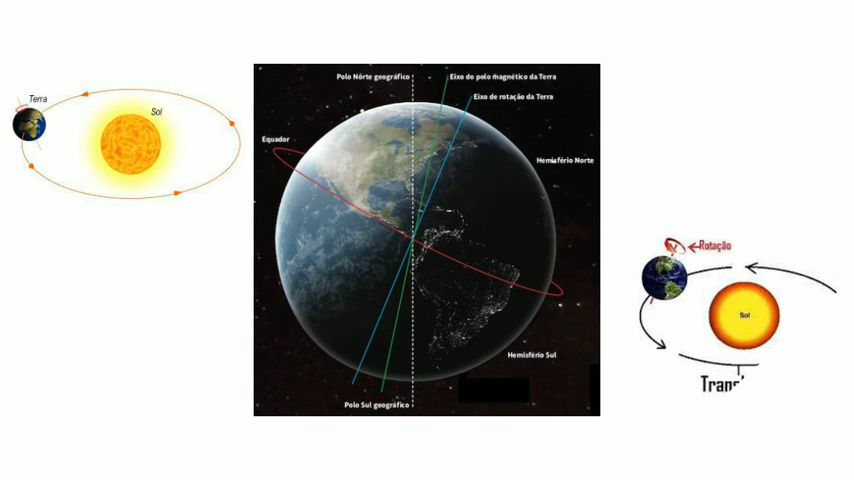 Terra
Sol
Polo Norte geográfico
Eixo do polo magnético da Terra
Eixo de rotação da Terra
Equador
Hemisfério Norte
Hemisfério Sul
Polo Sul geográfico
Rotação
Sol